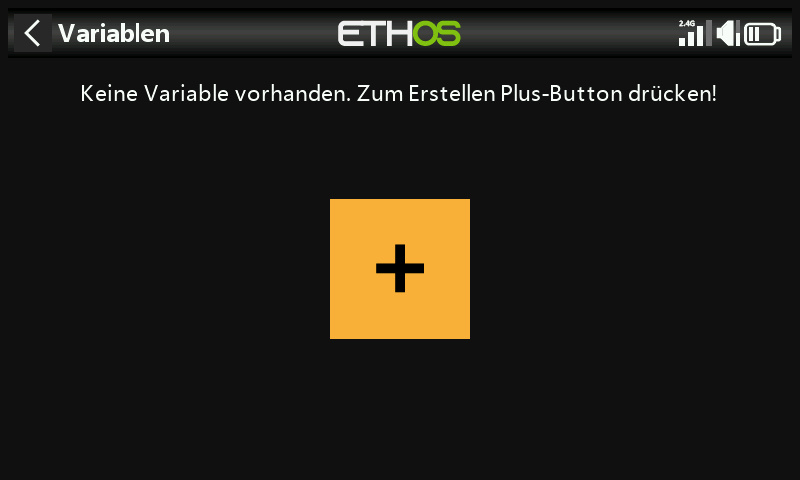 Variablen
ETHOS
2.4G
Keine Variable vorhanden. Zum Erstellen Plus-Button drücken!
+